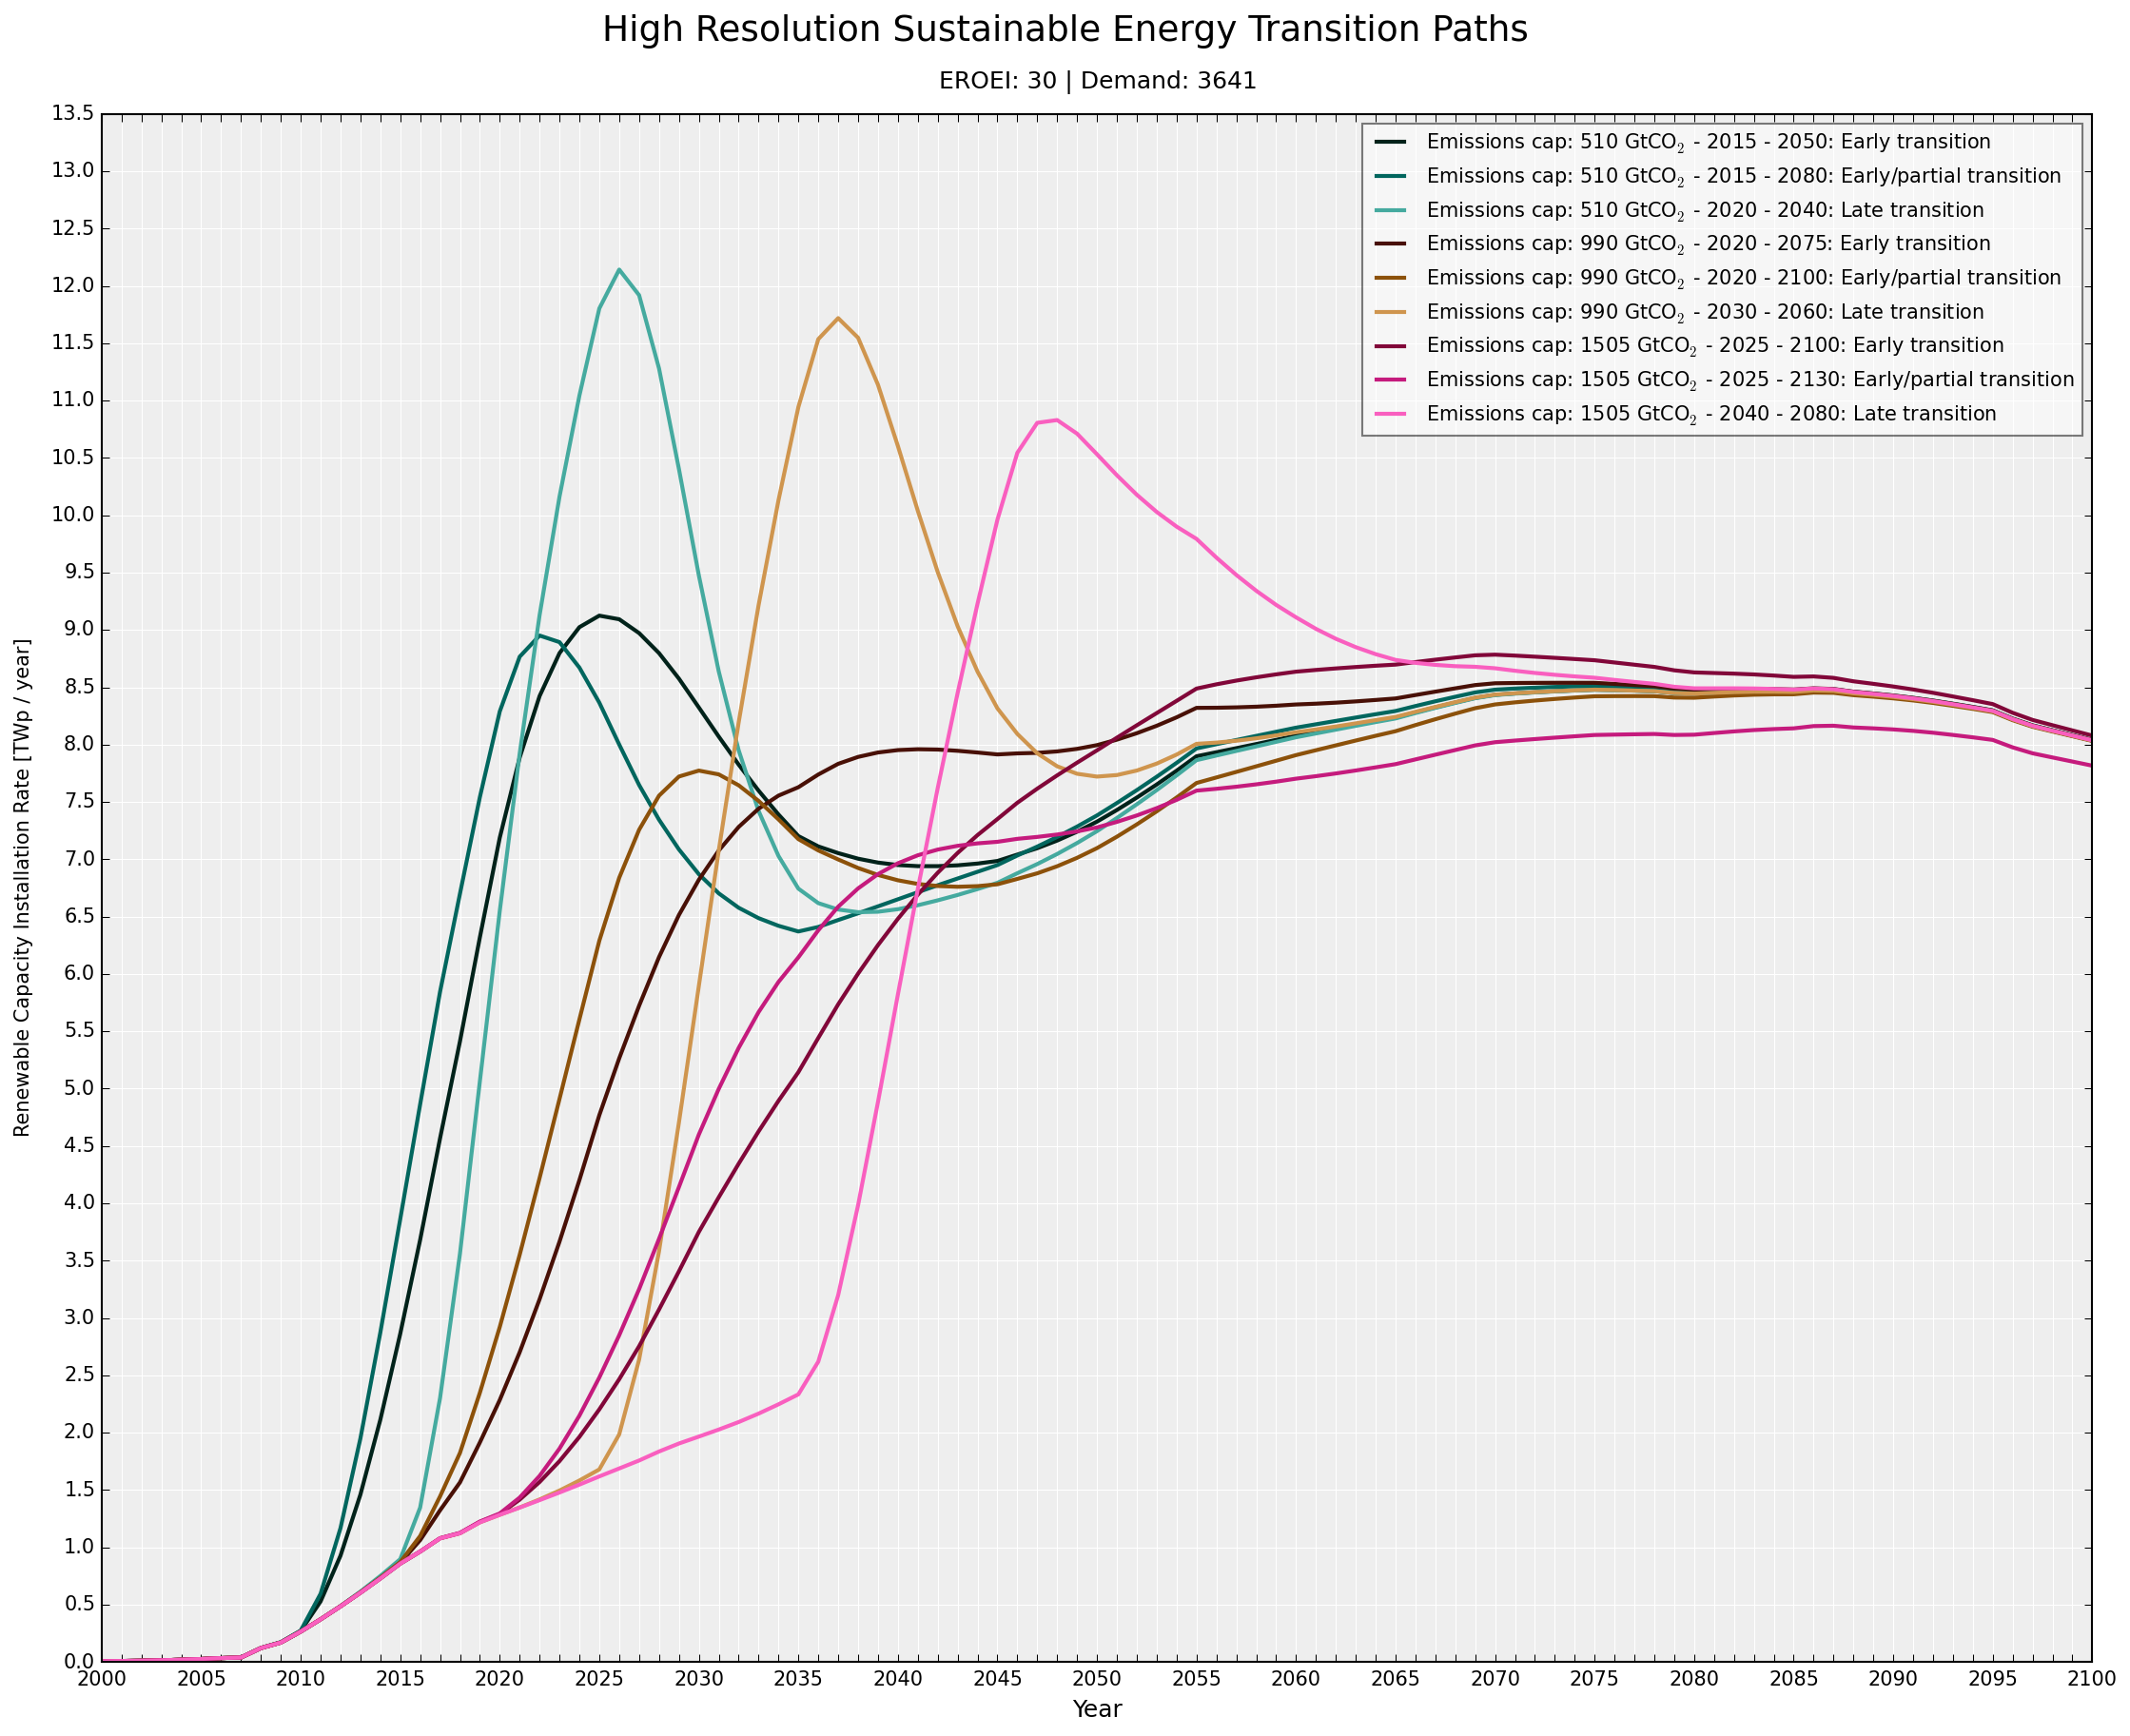 High Resolution Sustainable Energy Transition Paths
EROEI: 30 | Demand: 3641
Emissions cap: 510 GtCO₂ - 2015 - 2050: Early transition
Emissions cap: 510 GtCO₂ - 2015 - 2080: Early/partial transition
Emissions cap: 510 GtCO₂ - 2020 - 2040: Late transition
Emissions cap: 990 GtCO₂ - 2020 - 2075: Early transition
Emissions cap: 990 GtCO₂ - 2020 - 2100: Early/partial transition
Emissions cap: 990 GtCO₂ - 2030 - 2060: Late transition
Emissions cap: 1505 GtCO₂ - 2025 - 2100: Early transition
Emissions cap: 1505 GtCO₂ - 2025 - 2130: Early/partial transition
Emissions cap: 1505 GtCO₂ - 2040 - 2080: Late transition
Renewable Capacity Installation Rate [TWp / year]
13.5
13.0
12.5
12.0
11.5
11.0
10.5
10.0
9.5
9.0
8.5
8.0
7.5
7.0
6.5
6.0
5.5
5.0
4.5
4.0
3.5
3.0
2.5
2.0
1.5
1.0
0.5
0.0
2000 2005 2010 2015 2020 2025 2030 2035 2040 2045 2050 2055 2060 2065 2070 2075 2080 2085 2090 2095 2100
Year